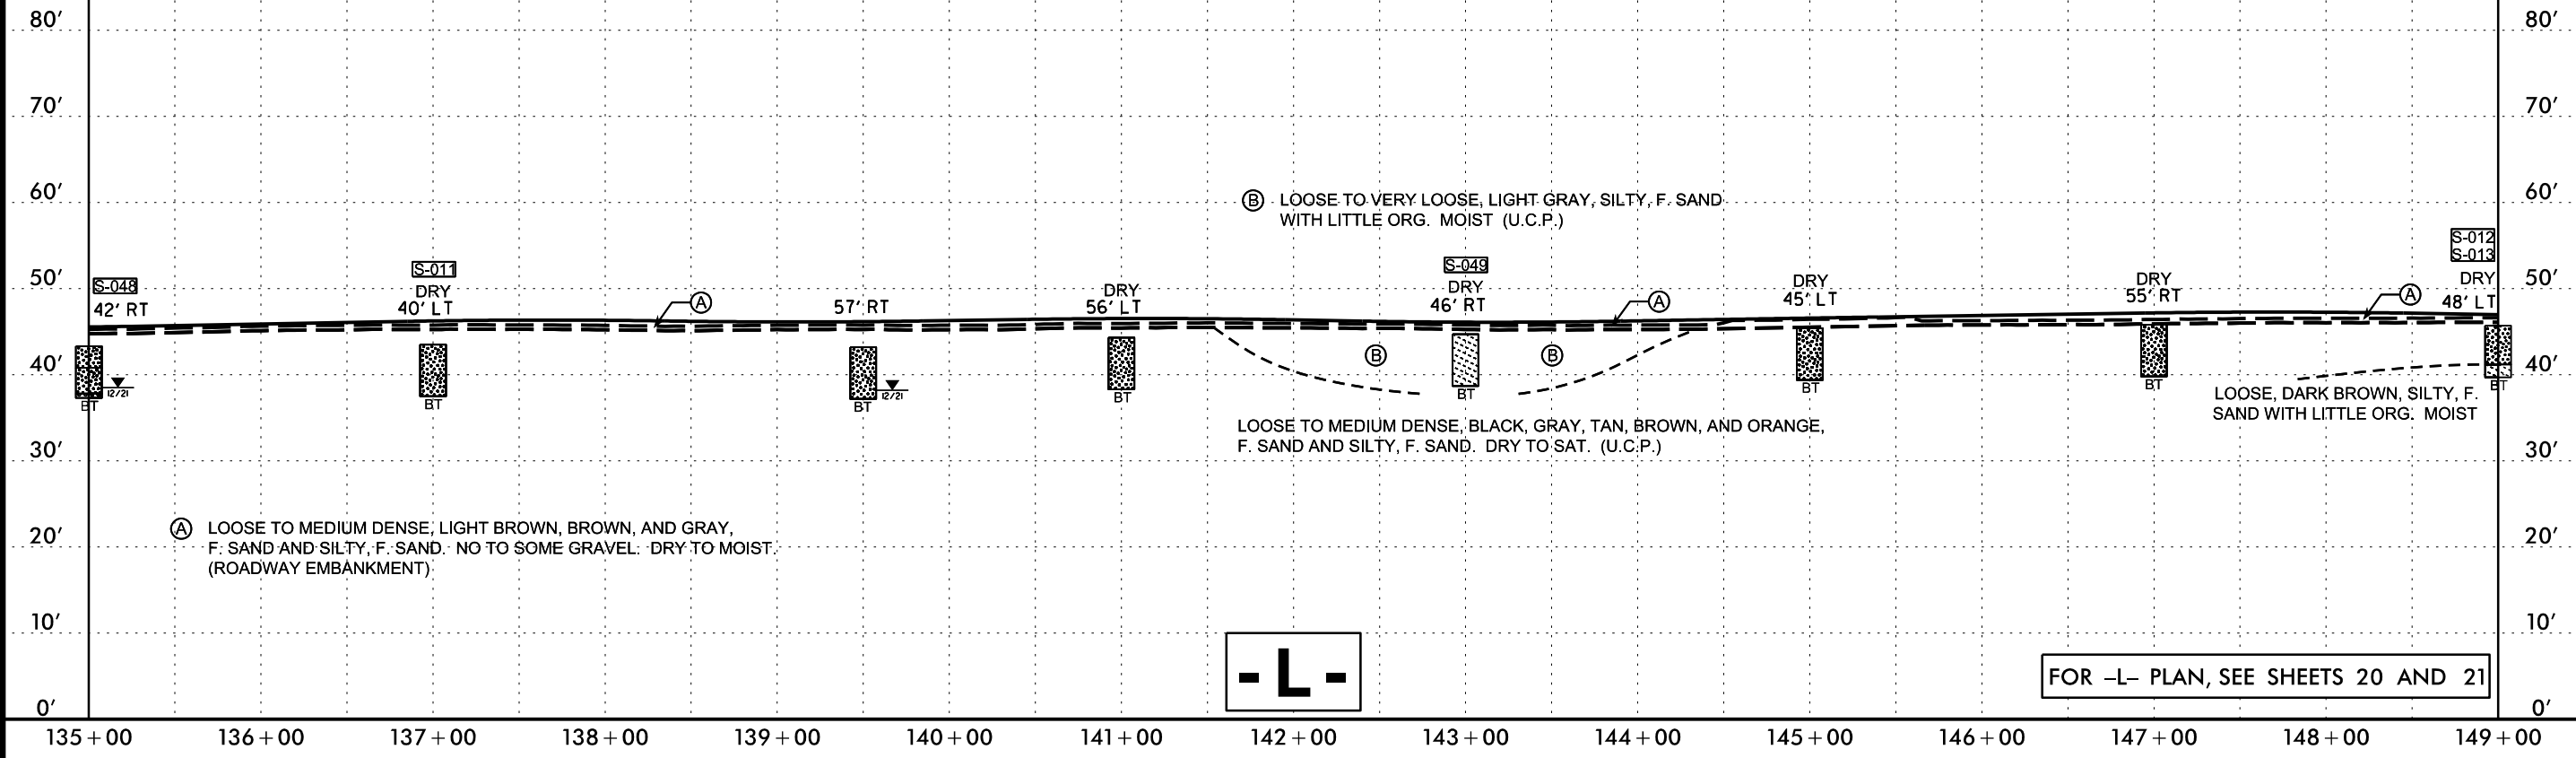 80′ 80′
70′ 70′
60′ 60′
50′ 50′
40′ 40′
30′ 30′
20′ 20′
10′ 10′
0′ 0′
Ⓑ LOOSE TO VERY LOOSE, LIGHT GRAY, SILTY, F. SAND
WITH LITTLE ORG. MOIST (U.C.P.)
S-048
42′ RT
12/21
BT
S-011
DRY
40′ LT
BT
Ⓐ
57′ RT
12/21
BT
DRY
56′ LT
BT
S-049
DRY
46′ RT
BT
Ⓑ Ⓑ
Ⓐ
DRY
45′ LT
BT
DRY
55′ RT
BT
Ⓐ
S-012
S-013
DRY
48′ LT
BT
LOOSE, DARK BROWN, SILTY, F.
SAND WITH LITTLE ORG. MOIST
LOOSE TO MEDIUM DENSE, BLACK, GRAY, TAN, BROWN, AND ORANGE,
F. SAND AND SILTY, F. SAND. DRY TO SAT. (U.C.P.)
Ⓐ LOOSE TO MEDIUM DENSE, LIGHT BROWN, BROWN, AND GRAY,
F. SAND AND SILTY, F. SAND. NO TO SOME GRAVEL. DRY TO MOIST.
(ROADWAY EMBANKMENT)
- L -
FOR –L– PLAN, SEE SHEETS 20 AND 21
135+00 136+00 137+00 138+00 139+00 140+00 141+00 142+00 143+00 144+00 145+00 146+00 147+00 148+00 149+00